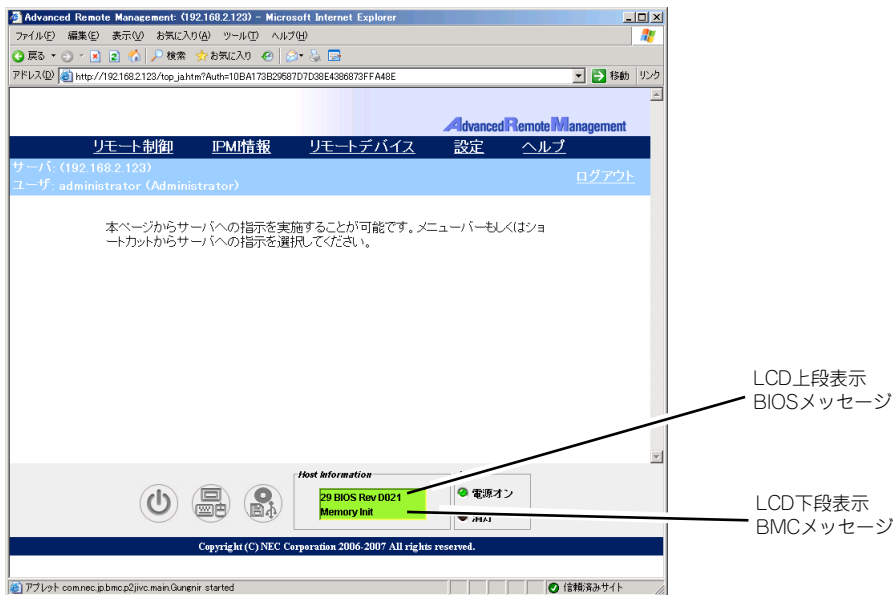 Advanced Remote Management: (192.168.2.123) - Microsoft Internet Explorer
ファイル(F) 編集(E) 表示(V) お気に入り(A) ツール(T) ヘルプ(H)
戻る 検索 お気に入り
アドレス(D) http://192.168.2.123/top_ja.htm?Auth=10BA173B29587D7D38E4386873FFA48E 移動 リンク
AdvancedRemoteManagement
リモート制御 IPMI情報 リモートデバイス 設定 ヘルプ
サーバ: (192.168.2.123)
ユーザ: administrator (Administrator)
ログアウト
本ページからサーバへの指示を実施することが可能です。メニューバーもしくはショ
ートカットからサーバへの指示を選択してください。
LCD上段表示
BIOSメッセージ
Host Information
29 BIOS Rev D021
Memory Init
電源オン
消灯
LCD下段表示
BMCメッセージ
Copyright (C) NEC Corporation 2006-2007 All rights reserved.
アプレット com.nec.jp.bmc.p2jivc.main.Gungnir started
信頼済みサイト